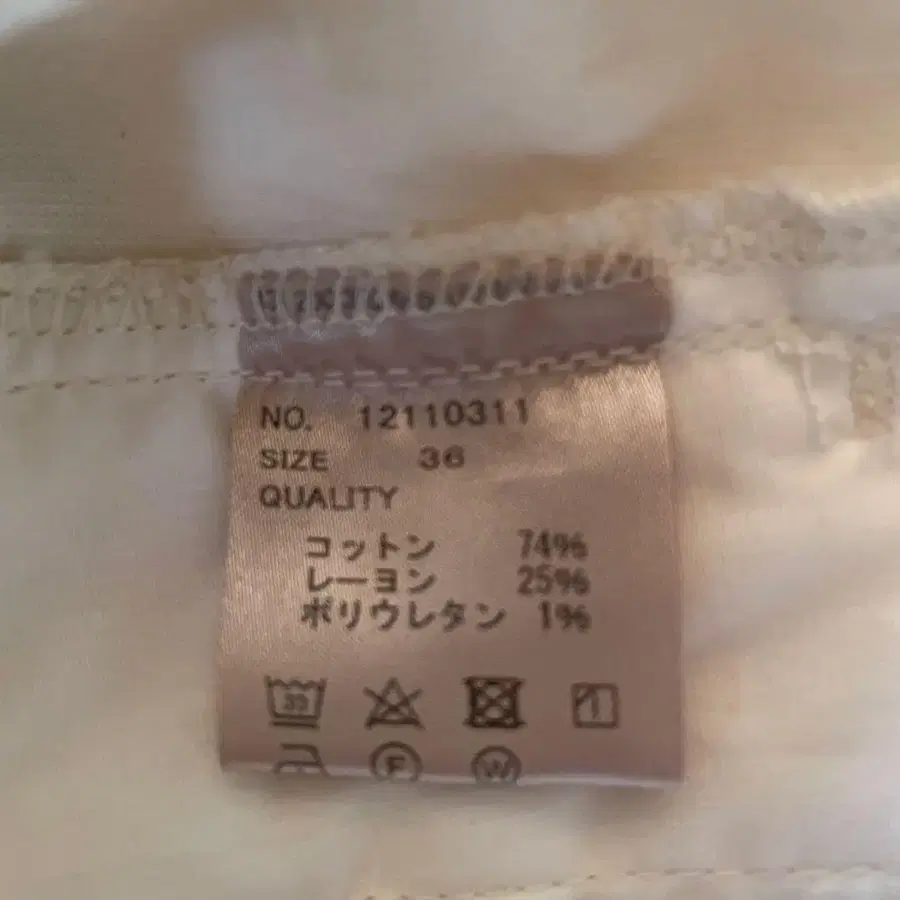 NO. 12110311
SIZE 36
QUALITY
コットン 74%
レーヨン 25%
ポリウレタン 1%
F W